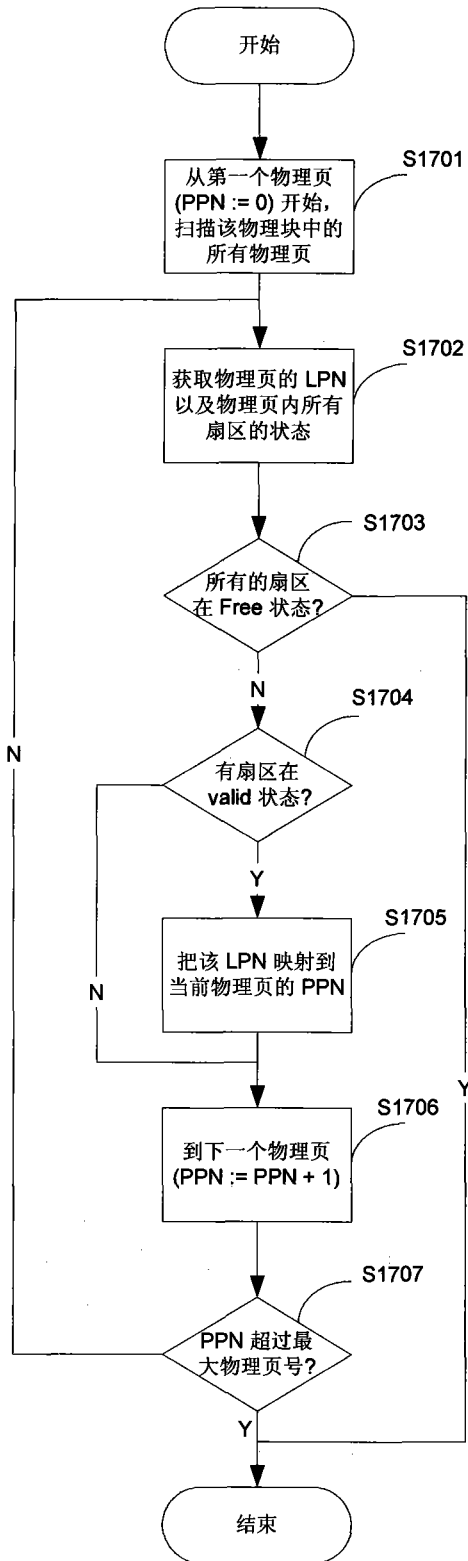 开始
S1701
从第一个物理页
(PPN := 0) 开始，
扫描该物理块中的
所有物理页
S1702
获取物理页的 LPN
以及物理页内所有
扇区的状态
S1703
所有的扇区
在 Free 状态?
N
S1704
N
有扇区在
valid 状态?
Y
S1705
把该 LPN 映射到
当前物理页的 PPN
N
Y
S1706
到下一个物理页
(PPN := PPN + 1)
S1707
PPN 超过最
大物理页号?
Y
结束